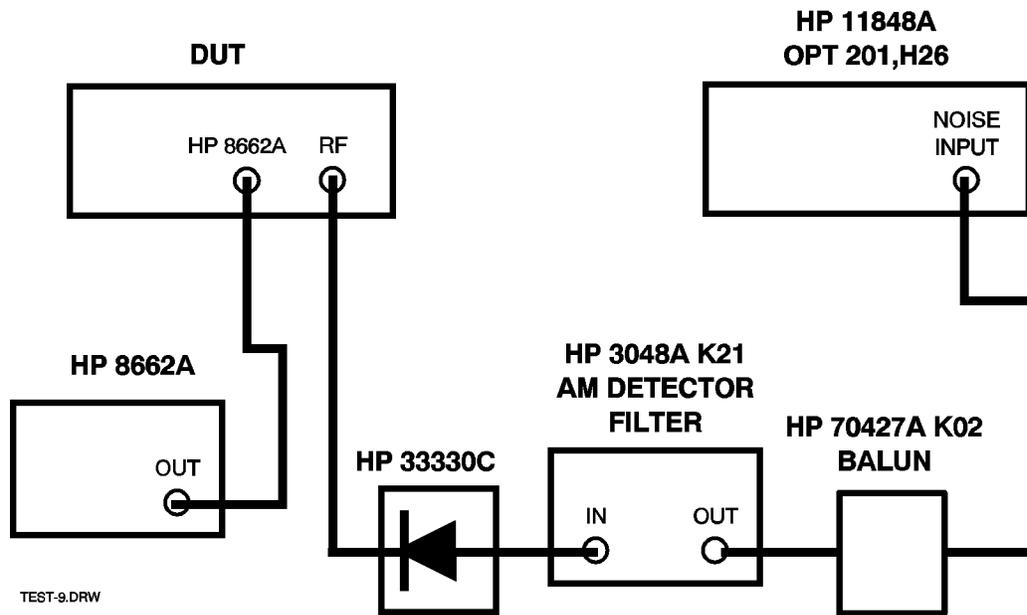 HP 11848A
OPT 201,H26
DUT
NOISE
INPUT
HP 8662A RF
HP 8662A
OUT
HP 3048A K21
AM DETECTOR
FILTER
HP 70427A K02
BALUN
HP 33330C
IN OUT
TEST-9.DRW